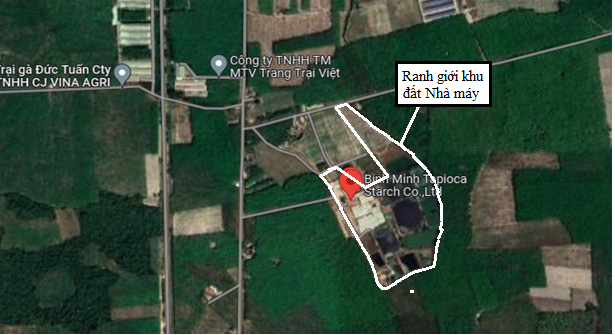 Công ty TNHH TM
MTV Trang Trại Việt
Trại gà Đức Tuấn Cty
TNHH CJ VINA AGRI
Ranh giới khu
đất Nhà máy
Binh Minh Tapioca
Starch Co.,Ltd